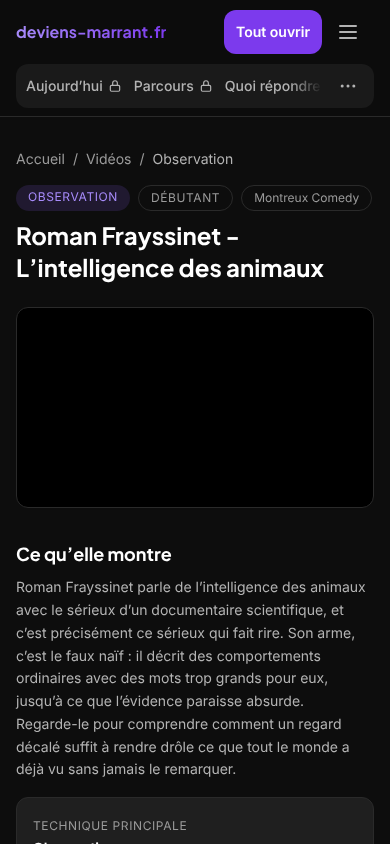 deviens-marrant.fr
Tout ouvrir
Aujourd’hui
Parcours
Quoi répondre
Accueil / Vidéos / Observation
OBSERVATION
DÉBUTANT
Montreux Comedy
Roman Frayssinet -
L’intelligence des animaux
Ce qu’elle montre
Roman Frayssinet parle de l’intelligence des animaux
avec le sérieux d’un documentaire scientifique, et
c’est précisément ce sérieux qui fait rire. Son arme,
c’est le faux naïf : il décrit des comportements
ordinaires avec des mots trop grands pour eux,
jusqu’à ce que l’évidence paraisse absurde.
Regarde-le pour comprendre comment un regard
décalé suffit à rendre drôle ce que tout le monde a
déjà vu sans jamais le remarquer.
TECHNIQUE PRINCIPALE